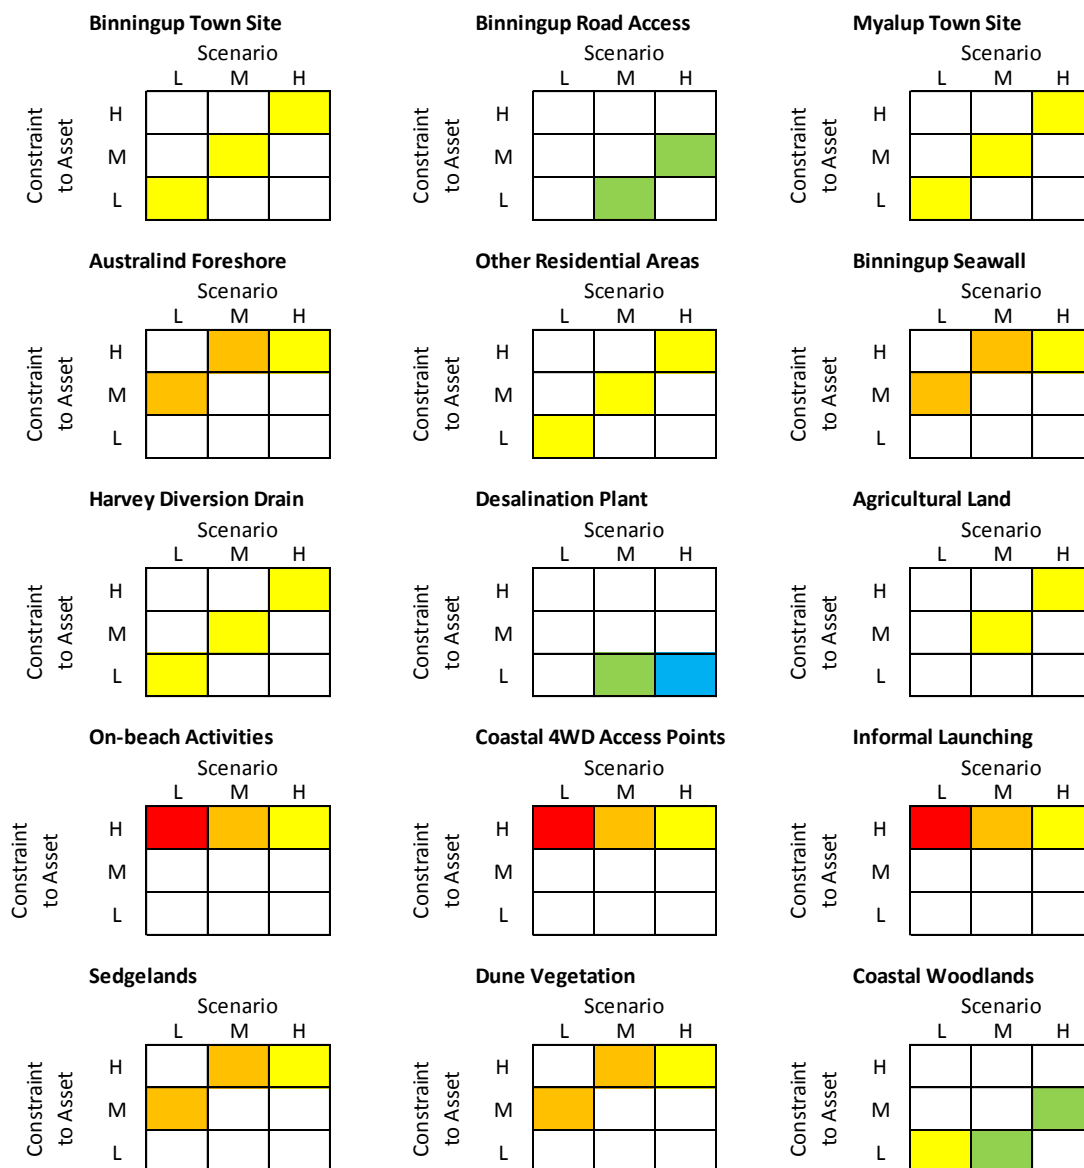 Binningup Town Site
Binningup Road Access
Myalup Town Site
Scenario
Scenario
Scenario
L M H
L M H
L M H
Constraint
to Asset
H
M
L
Constraint
to Asset
H
M
L
Constraint
to Asset
H
M
L
Australind Foreshore
Other Residential Areas
Binningup Seawall
Scenario
Scenario
Scenario
L M H
L M H
L M H
Constraint
to Asset
H
M
L
Constraint
to Asset
H
M
L
Constraint
to Asset
H
M
L
Harvey Diversion Drain
Desalination Plant
Agricultural Land
Scenario
Scenario
Scenario
L M H
L M H
L M H
Constraint
to Asset
H
M
L
Constraint
to Asset
H
M
L
Constraint
to Asset
H
M
L
On-beach Activities
Coastal 4WD Access Points
Informal Launching
Scenario
Scenario
Scenario
L M H
L M H
L M H
Constraint
to Asset
H
M
L
Constraint
to Asset
H
M
L
Constraint
to Asset
H
M
L
Sedgelands
Dune Vegetation
Coastal Woodlands
Scenario
Scenario
Scenario
L M H
L M H
L M H
Constraint
to Asset
H
M
L
Constraint
to Asset
H
M
L
Constraint
to Asset
H
M
L